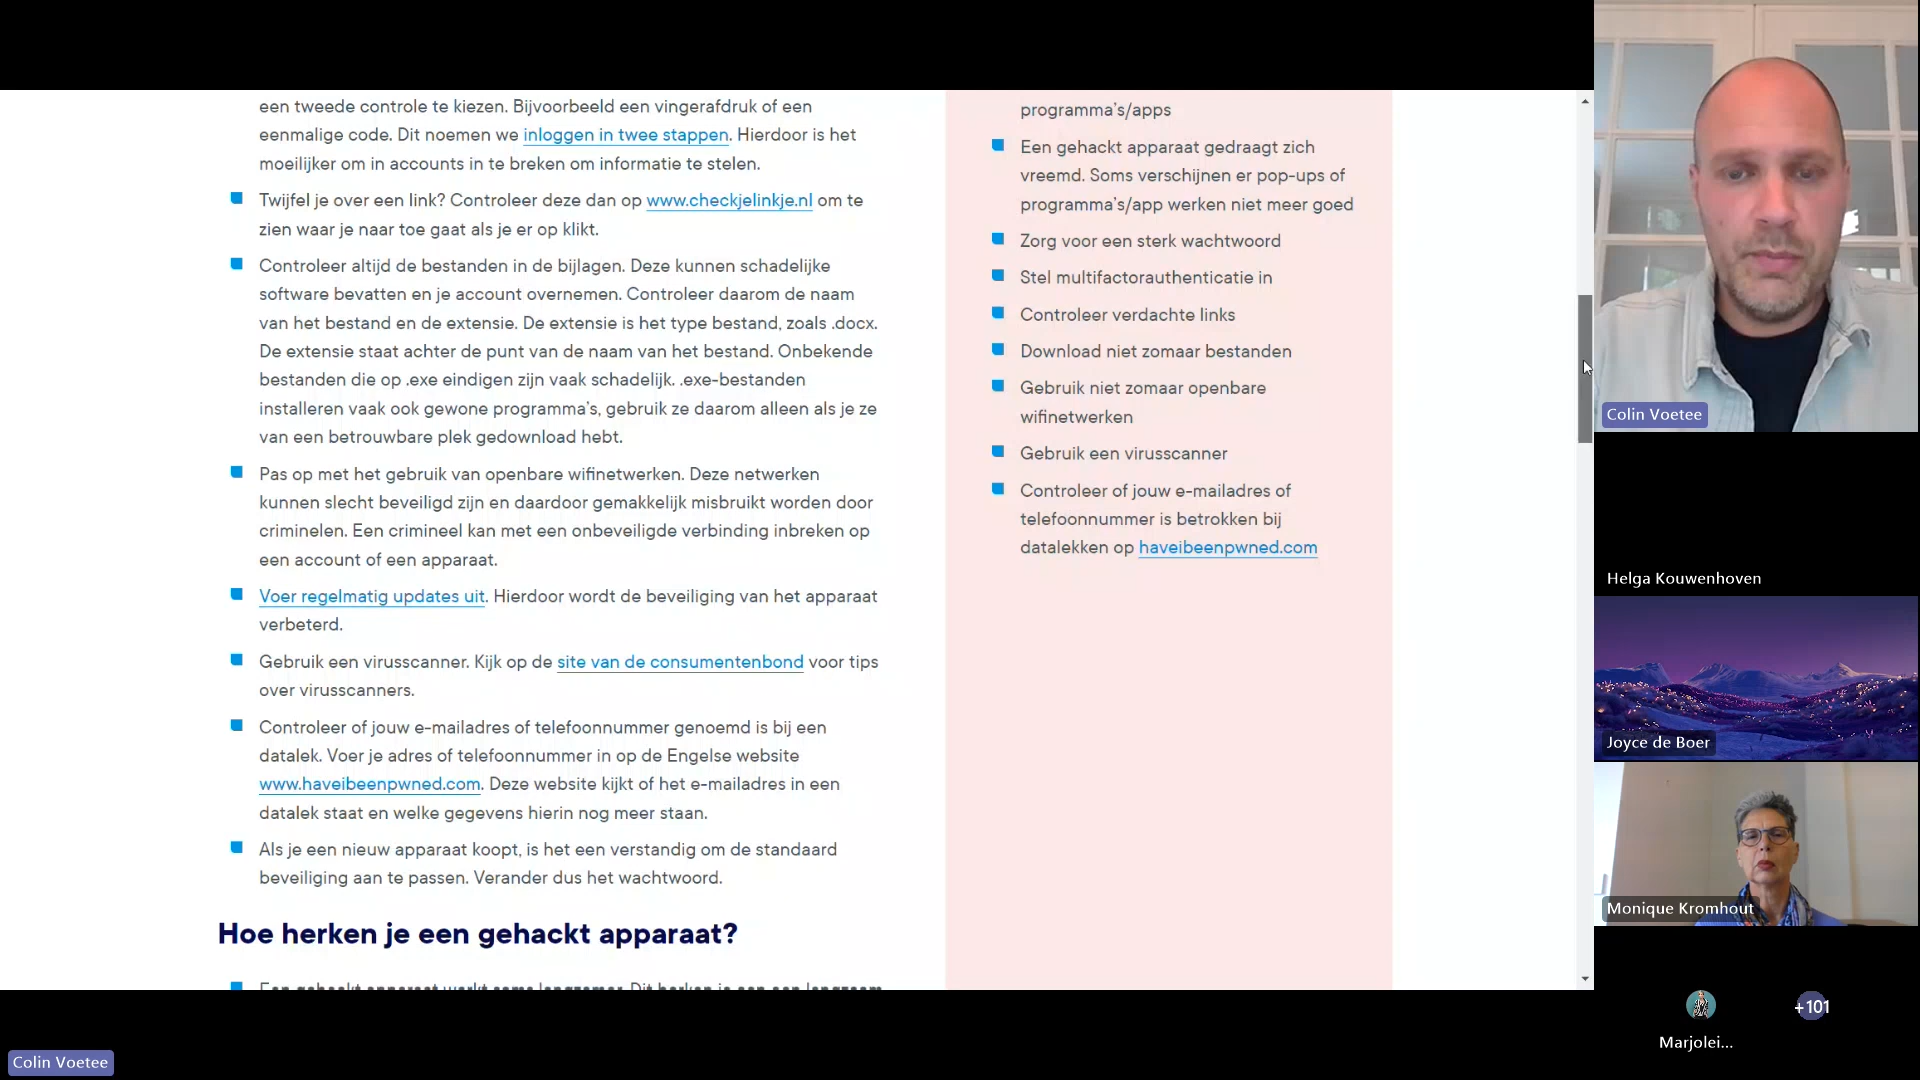 een tweede controle te kiezen. Bijvoorbeeld een vingerafdruk of een
eenmalige code. Dit noemen we inloggen in twee stappen. Hierdoor is het
moeilijker om in accounts in te breken om informatie te stelen.
Twijfel je over een link? Controleer deze dan op www.checkjelinkje.nl om te
zien waar je naar toe gaat als je er op klikt.
Controleer altijd de bestanden in de bijlagen. Deze kunnen schadelijke
software bevatten en je account overnemen. Controleer daarom de naam
van het bestand en de extensie. De extensie is het type bestand, zoals .docx.
De extensie staat achter de punt van de naam van het bestand. Onbekende
bestanden die op .exe eindigen zijn vaak schadelijk. .exe-bestanden
installeren vaak ook gewone programma's, gebruik ze daarom alleen als je ze
van een betrouwbare plek gedownload hebt.
Pas op met het gebruik van openbare wifinetwerken. Deze netwerken
kunnen slecht beveiligd zijn en daardoor gemakkelijk misbruikt worden door
criminelen. Een crimineel kan met een onbeveiligde verbinding inbreken op
een account of een apparaat.
Voer regelmatig updates uit. Hierdoor wordt de beveiliging van het apparaat
verbeterd.
Gebruik een virusscanner. Kijk op de site van de consumentenbond voor tips
over virusscanners.
Controleer of jouw e-mailadres of telefoonnummer genoemd is bij een
datalek. Voer je adres of telefoonnummer in op de Engelse website
www.haveibeenpwned.com. Deze website kijkt of het e-mailadres in een
datalek staat en welke gegevens hierin nog meer staan.
Als je een nieuw apparaat koopt, is het een verstandig om de standaard
beveiliging aan te passen. Verander dus het wachtwoord.
Hoe herken je een gehackt apparaat?
Een gehackt apparaat werkt soms langzamer. Dit herken je aan een langzaam
programma's/apps
Een gehackt apparaat gedraagt zich
vreemd. Soms verschijnen er pop-ups of
programma's/app werken niet meer goed
Zorg voor een sterk wachtwoord
Stel multifactorauthenticatie in
Controleer verdachte links
Download niet zomaar bestanden
Gebruik niet zomaar openbare
wifinetwerken
Gebruik een virusscanner
Controleer of jouw e-mailadres of
telefoonnummer is betrokken bij
datalekken op haveibeenpwned.com
Colin Voetee
Helga Kouwenhoven
Joyce de Boer
Monique Kromhout
Marjolei...
+101
Colin Voetee